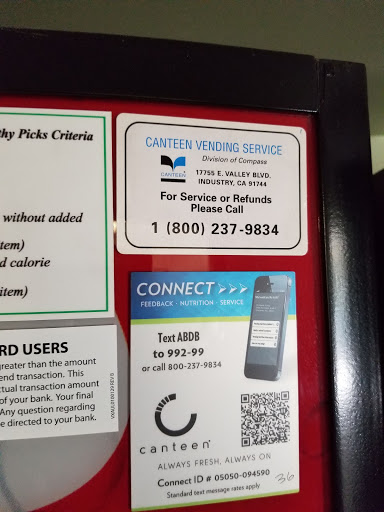 thy Picks Criteria
without added
item)
d calorie
item)
CANTEEN VENDING SERVICE
Division of Compass
CANTEEN
17755 E. VALLEY BLVD.
INDUSTRY, CA 91744
For Service or Refunds
Please Call
1 (800) 237-9834
CONNECT >>>
FEEDBACK · NUTRITION · SERVICE
Text ABDB
to 992-99
or call 800-237-9834
canteen
ALWAYS FRESH, ALWAYS ON
Connect ID # 05050-094590
36
Standard text message rates apply
RD USERS
greater than the amount
end transaction. This
ctual transaction amount
of your bank. Your final
Any question regarding
e directed to your bank.